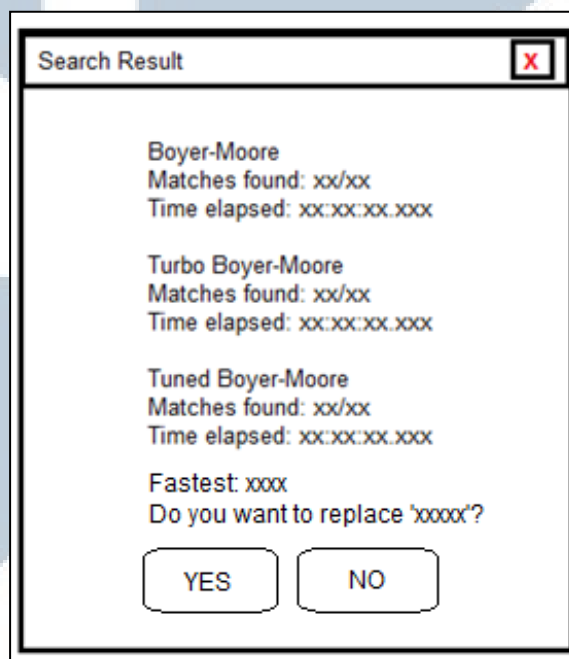 Search Result
X
Boyer-Moore
Matches found: xx/xx
Time elapsed: xx:xx:xx.xxx
Turbo Boyer-Moore
Matches found: xx/xx
Time elapsed: xx:xx:xx.xxx
Tuned Boyer-Moore
Matches found: xx/xx
Time elapsed: xx:xx:xx.xxx
Fastest: xxxx
Do you want to replace 'xxxxx'?
YES
NO